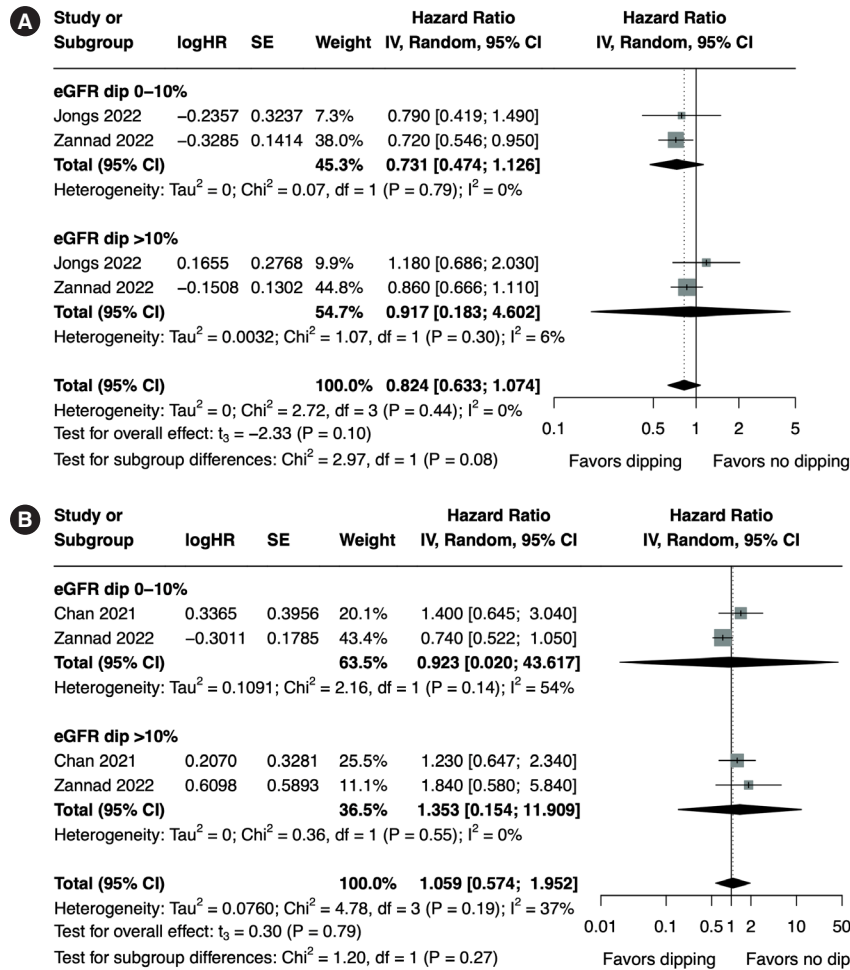 A
Study or Hazard Ratio Hazard Ratio
Subgroup logHR SE Weight IV, Random, 95% CI IV, Random, 95% CI
eGFR dip 0–10%
Jongs 2022 −0.2357 0.3237 7.3% 0.790 [0.419; 1.490]
Zannad 2022 −0.3285 0.1414 38.0% 0.720 [0.546; 0.950]
Total (95% CI) 45.3% 0.731 [0.474; 1.126]
Heterogeneity: Tau² = 0; Chi² = 0.07, df = 1 (P = 0.79); I² = 0%
eGFR dip >10%
Jongs 2022 0.1655 0.2768 9.9% 1.180 [0.686; 2.030]
Zannad 2022 −0.1508 0.1302 44.8% 0.860 [0.666; 1.110]
Total (95% CI) 54.7% 0.917 [0.183; 4.602]
Heterogeneity: Tau² = 0.0032; Chi² = 1.07, df = 1 (P = 0.30); I² = 6%
Total (95% CI) 100.0% 0.824 [0.633; 1.074]
Heterogeneity: Tau² = 0; Chi² = 2.72, df = 3 (P = 0.44); I² = 0%
Test for overall effect: t₃ = −2.33 (P = 0.10)
Test for subgroup differences: Chi² = 2.97, df = 1 (P = 0.08)
0.1 0.5 1 2 5
Favors dipping Favors no dipping
B
Study or Hazard Ratio Hazard Ratio
Subgroup logHR SE Weight IV, Random, 95% CI IV, Random, 95% CI
eGFR dip 0–10%
Chan 2021 0.3365 0.3956 20.1% 1.400 [0.645; 3.040]
Zannad 2022 −0.3011 0.1785 43.4% 0.740 [0.522; 1.050]
Total (95% CI) 63.5% 0.923 [0.020; 43.617]
Heterogeneity: Tau² = 0.1091; Chi² = 2.16, df = 1 (P = 0.14); I² = 54%
eGFR dip >10%
Chan 2021 0.2070 0.3281 25.5% 1.230 [0.647; 2.340]
Zannad 2022 0.6098 0.5893 11.1% 1.840 [0.580; 5.840]
Total (95% CI) 36.5% 1.353 [0.154; 11.909]
Heterogeneity: Tau² = 0; Chi² = 0.36, df = 1 (P = 0.55); I² = 0%
Total (95% CI) 100.0% 1.059 [0.574; 1.952]
Heterogeneity: Tau² = 0.0760; Chi² = 4.78, df = 3 (P = 0.19); I² = 37%
Test for overall effect: t₃ = 0.30 (P = 0.79)
Test for subgroup differences: Chi² = 1.20, df = 1 (P = 0.27)
0.01 0.1 0.5 1 2 10 50
Favors dipping Favors no dip